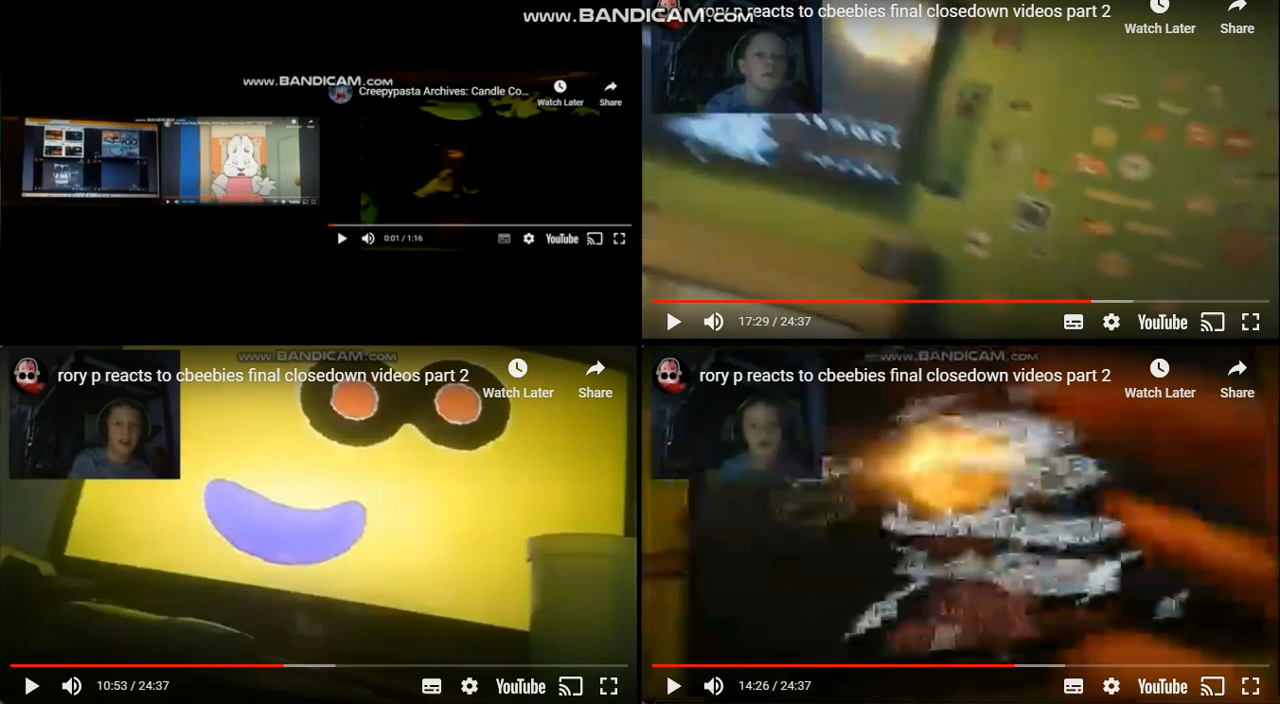 www.BANDICAM.com
rory p reacts to cbeebies final closedown videos part 2
Watch Later
Share
www.BANDICAM.com
Creepypasta Archives: Candle Co...
Watch Later
Share
0:01 / 1:16
YouTube
17:29 / 24:37
YouTube
www.BANDICAM.com
rory p reacts to cbeebies final closedown videos part 2
Watch Later
Share
10:53 / 24:37
YouTube
www.BANDICAM.com
rory p reacts to cbeebies final closedown videos part 2
Watch Later
Share
14:26 / 24:37
YouTube